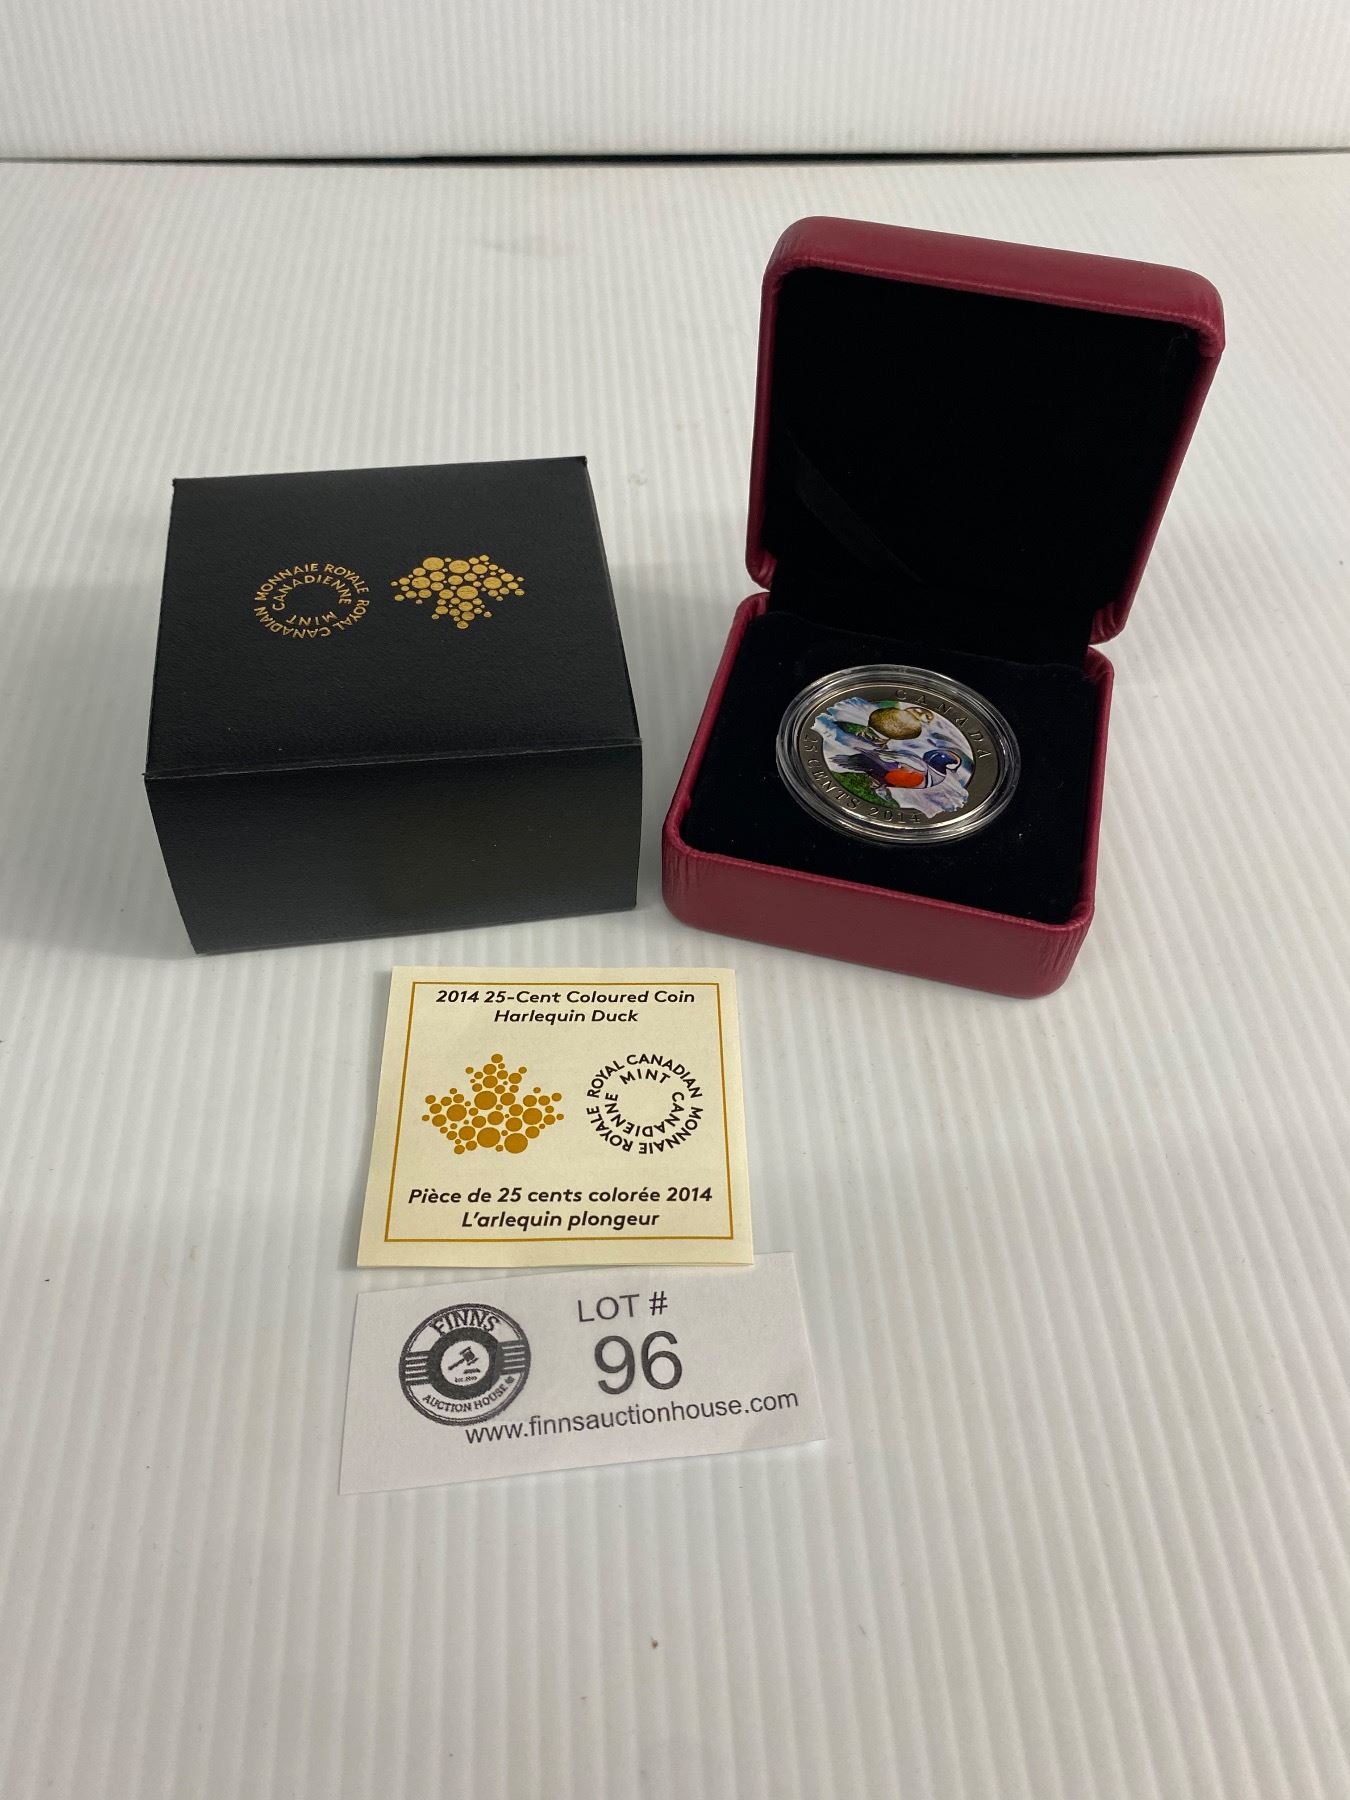 MONNAIE ROYALE CANADIENNE
ROYAL CANADIAN MINT
CANADA
25 CENTS 2014
2014 25-Cent Coloured Coin
Harlequin Duck
ROYAL CANADIAN MINT
MONNAIE ROYALE CANADIENNE
Pièce de 25 cents colorée 2014
L'arlequin plongeur
FINNS
AUCTION HOUSE
LOT #
96
www.finnsauctionhouse.com